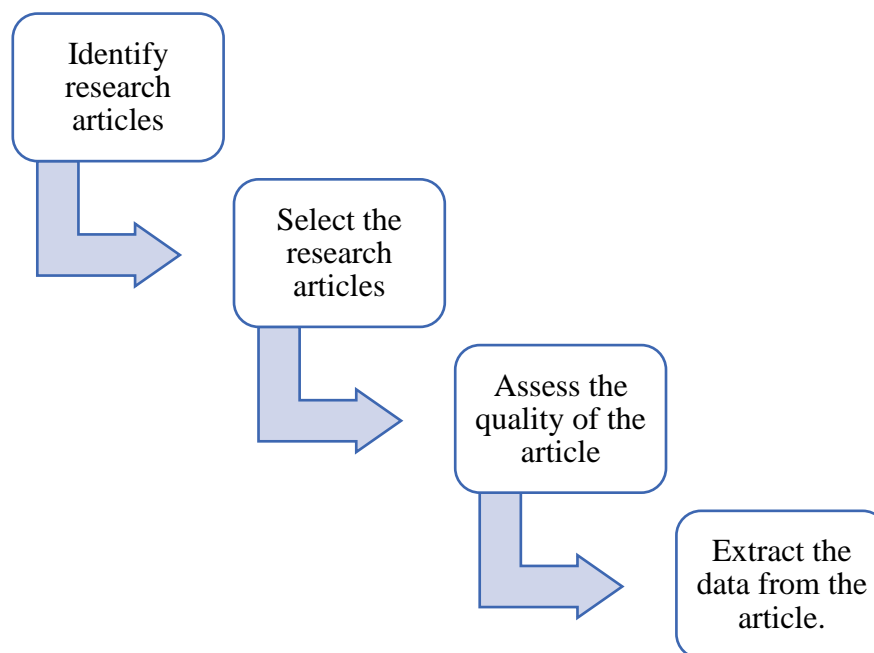 Identify
research
articles
Select the
research
articles
Assess the
quality of the
article
Extract the
data from the
article.